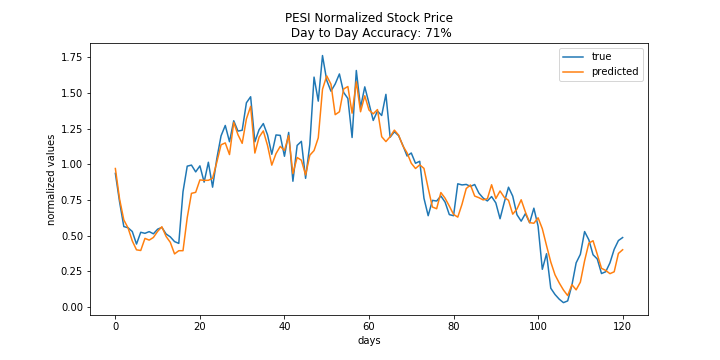 PESI Normalized Stock Price
Day to Day Accuracy: 71%
true
predicted
normalized values
1.75
1.50
1.25
1.00
0.75
0.50
0.25
0.00
0
20
40
60
80
100
120
days